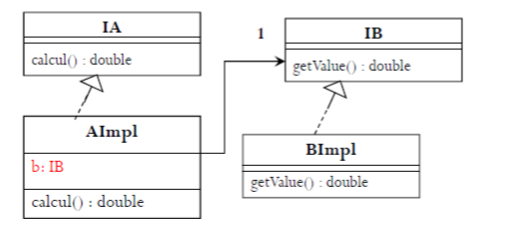 IA
calcul() : double
1
IB
getValue() : double
AImpl
b: IB
calcul() : double
BImpl
getValue() : double